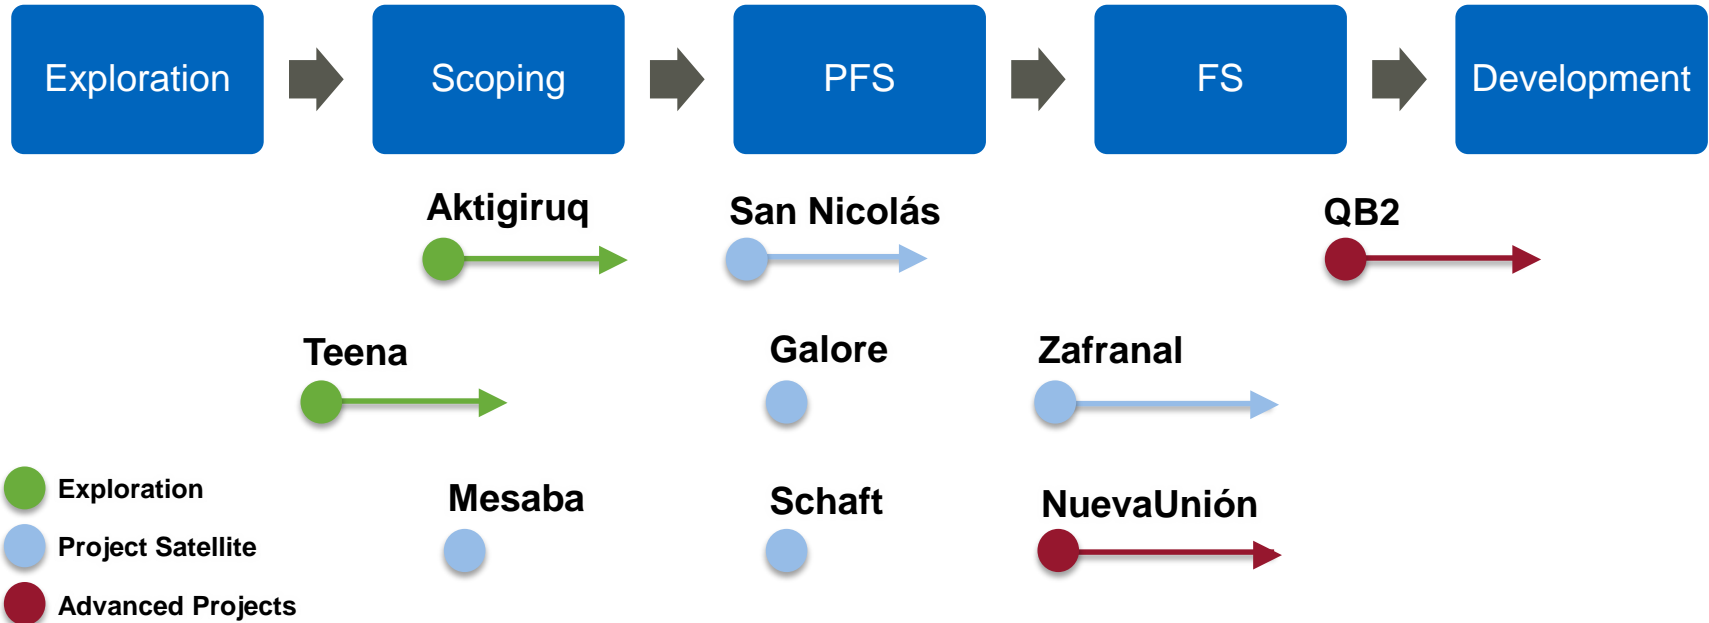 Exploration
Scoping
PFS
FS
Development
Aktigiruq
San Nicolás
QB2
Teena
Galore
Zafranal
Mesaba
Schaft
NuevaUnión
Exploration
Project Satellite
Advanced Projects